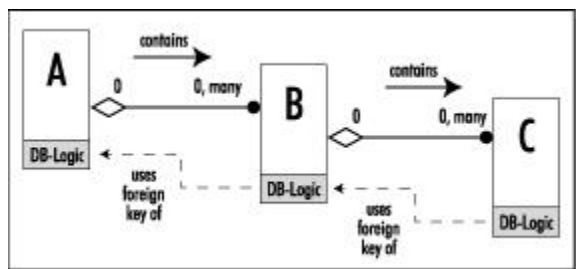 contains
A
0
0, many
DB-Logic
uses
foreign
key of
contains
B
0
0, many
DB-Logic
uses
foreign
key of
C
DB-Logic